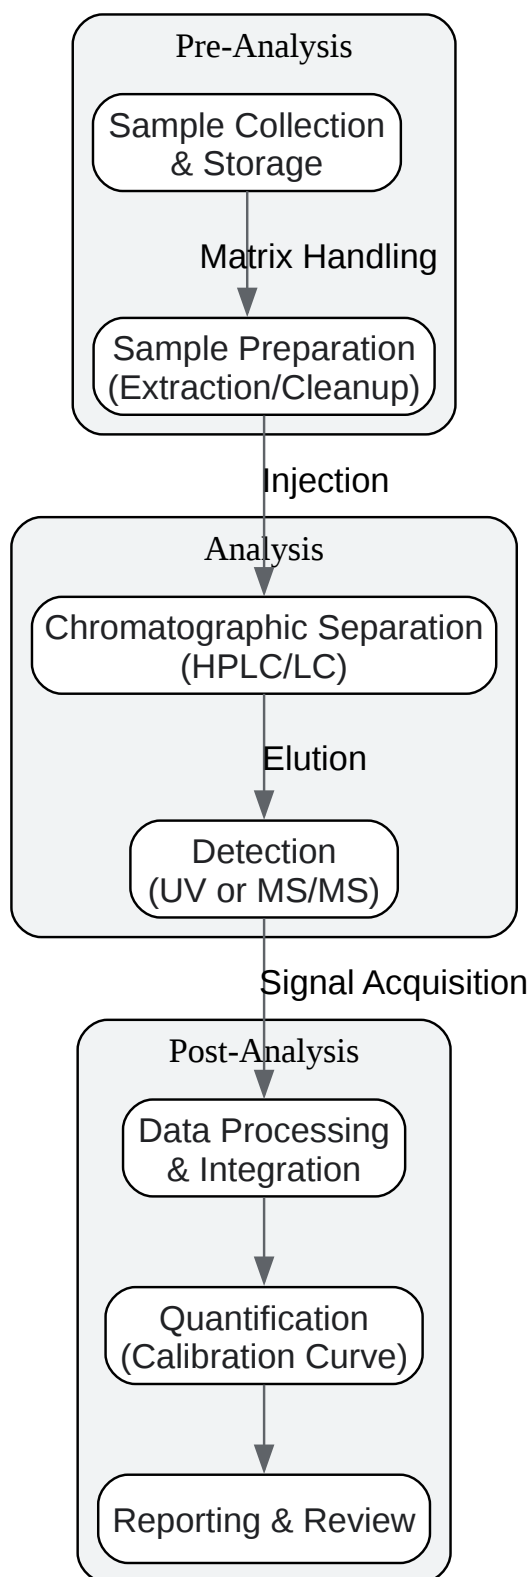 Pre-Analysis
Sample Collection
& Storage
Matrix Handling
Sample Preparation
(Extraction/Cleanup)
Injection
Analysis
Chromatographic Separation
(HPLC/LC)
Elution
Detection
(UV or MS/MS)
Signal Acquisition
Post-Analysis
Data Processing
& Integration
Quantification
(Calibration Curve)
Reporting & Review